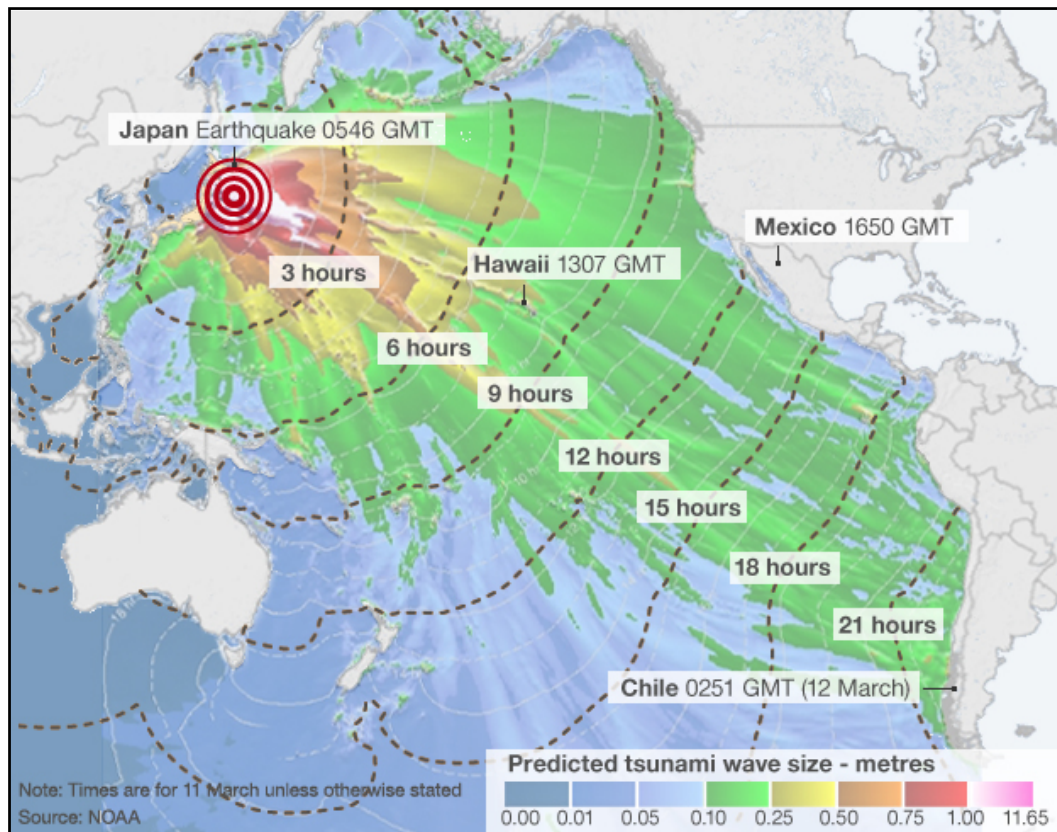 Japan Earthquake 0546 GMT
Mexico 1650 GMT
Hawaii 1307 GMT
3 hours
6 hours
9 hours
12 hours
15 hours
18 hours
21 hours
Chile 0251 GMT (12 March)
Predicted tsunami wave size - metres
0.00 0.01 0.05 0.10 0.25 0.50 0.75 1.00 11.65
Note: Times are for 11 March unless otherwise stated
Source: NOAA